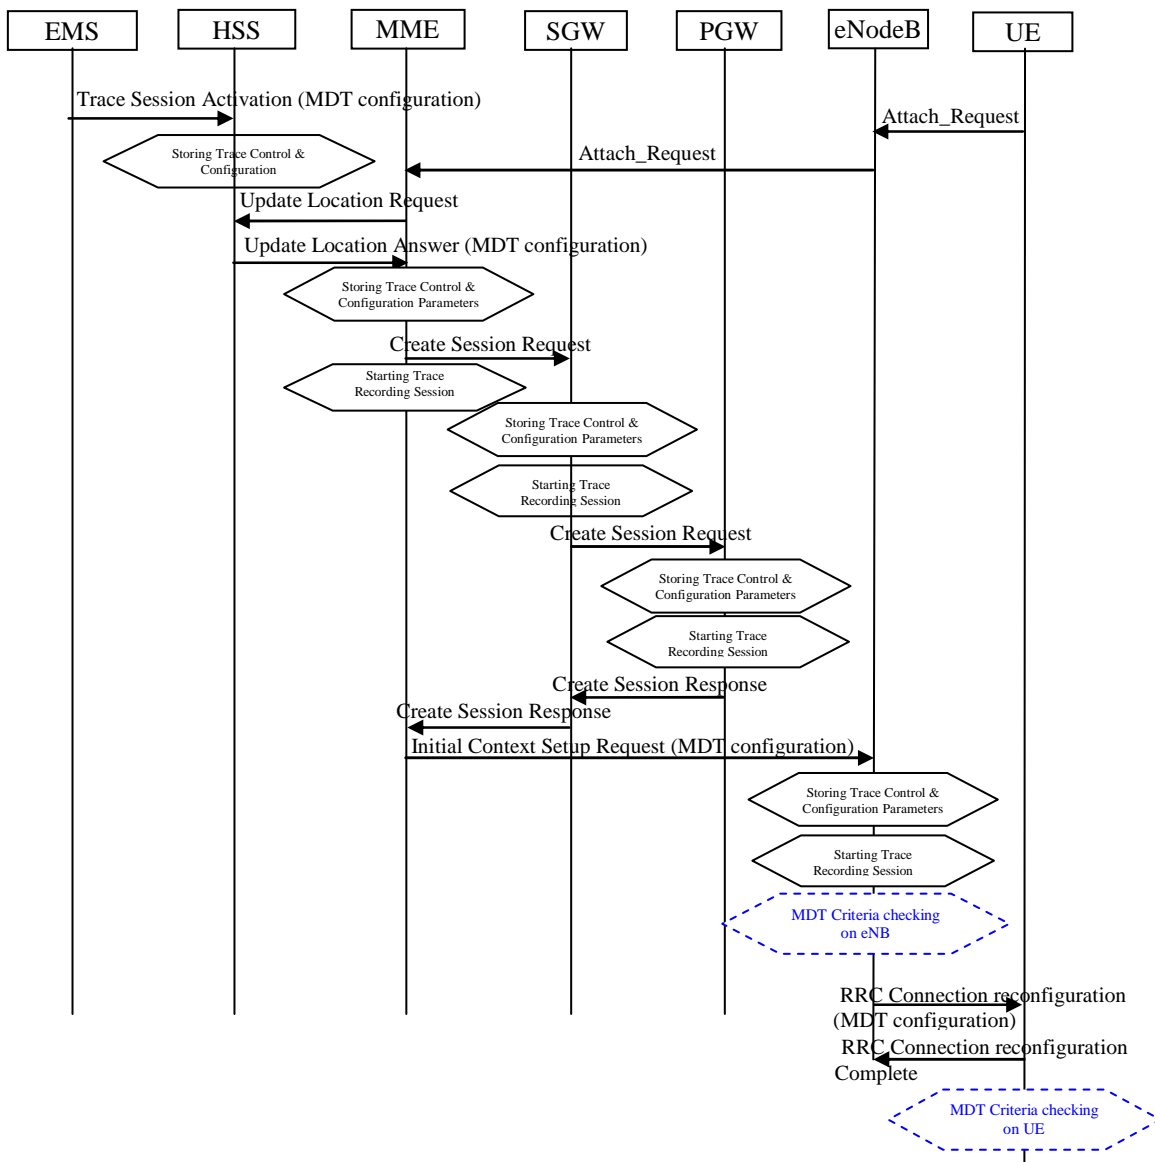 EMS HSS MME SGW PGW eNodeB UE
Trace Session Activation (MDT configuration)
Attach_Request
Storing Trace Control &
Configuration
Attach_Request
Update Location Request
Update Location Answer (MDT configuration)
Storing Trace Control &
Configuration Parameters
Create Session Request
Starting Trace
Recording Session
Storing Trace Control &
Configuration Parameters
Starting Trace
Recording Session
Create Session Request
Storing Trace Control &
Configuration Parameters
Starting Trace
Recording Session
Create Session Response
Create Session Response
Initial Context Setup Request (MDT configuration)
Storing Trace Control &
Configuration Parameters
Starting Trace
Recording Session
MDT Criteria checking
on eNB
RRC Connection reconfiguration
(MDT configuration)
RRC Connection reconfiguration
Complete
MDT Criteria checking
on UE